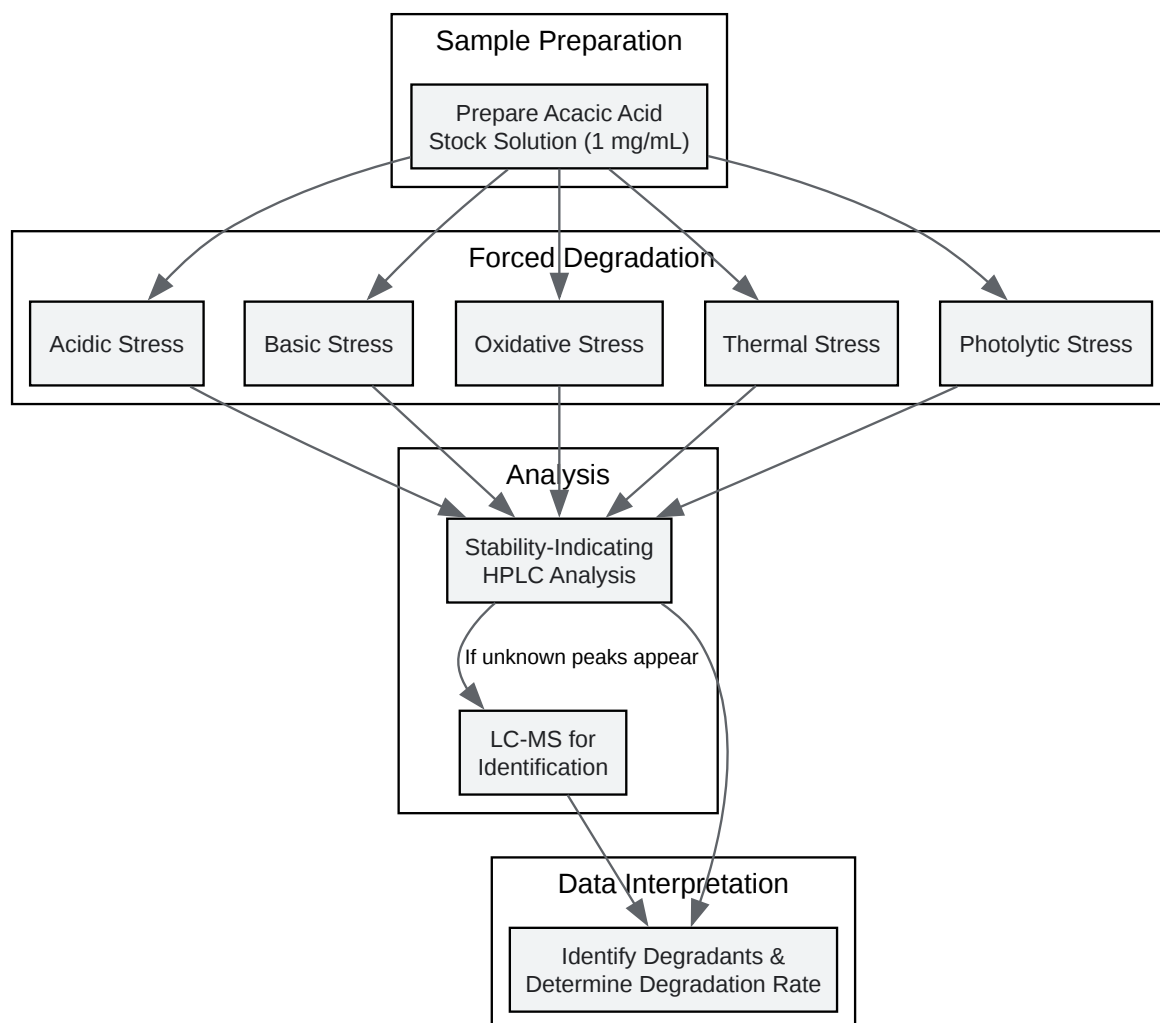 Sample Preparation
Prepare Acacic Acid
Stock Solution (1 mg/mL)
Forced Degradation
Acidic Stress
Basic Stress
Oxidative Stress
Thermal Stress
Photolytic Stress
Analysis
Stability-Indicating
HPLC Analysis
If unknown peaks appear
LC-MS for
Identification
Data Interpretation
Identify Degradants &
Determine Degradation Rate